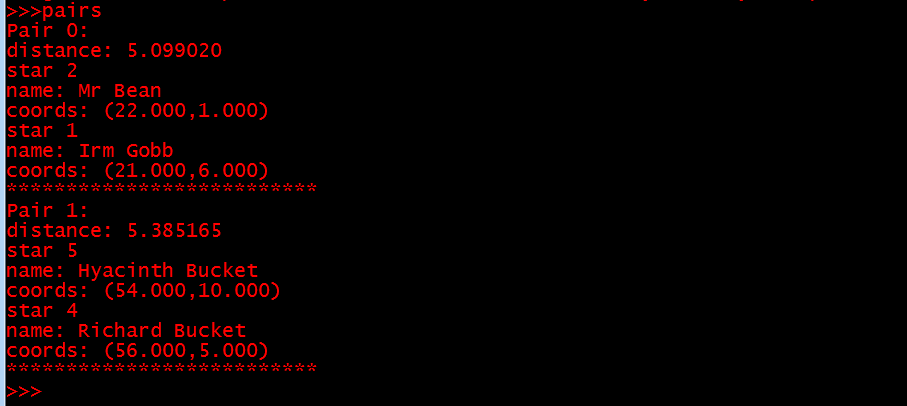 >>>pairs
Pair 0:
distance: 5.099020
star 2
name: Mr Bean
coords: (22.000,1.000)
star 1
name: Irm Gobb
coords: (21.000,6.000)
**************************
Pair 1:
distance: 5.385165
star 5
name: Hyacinth Bucket
coords: (54.000,10.000)
star 4
name: Richard Bucket
coords: (56.000,5.000)
**************************
>>>